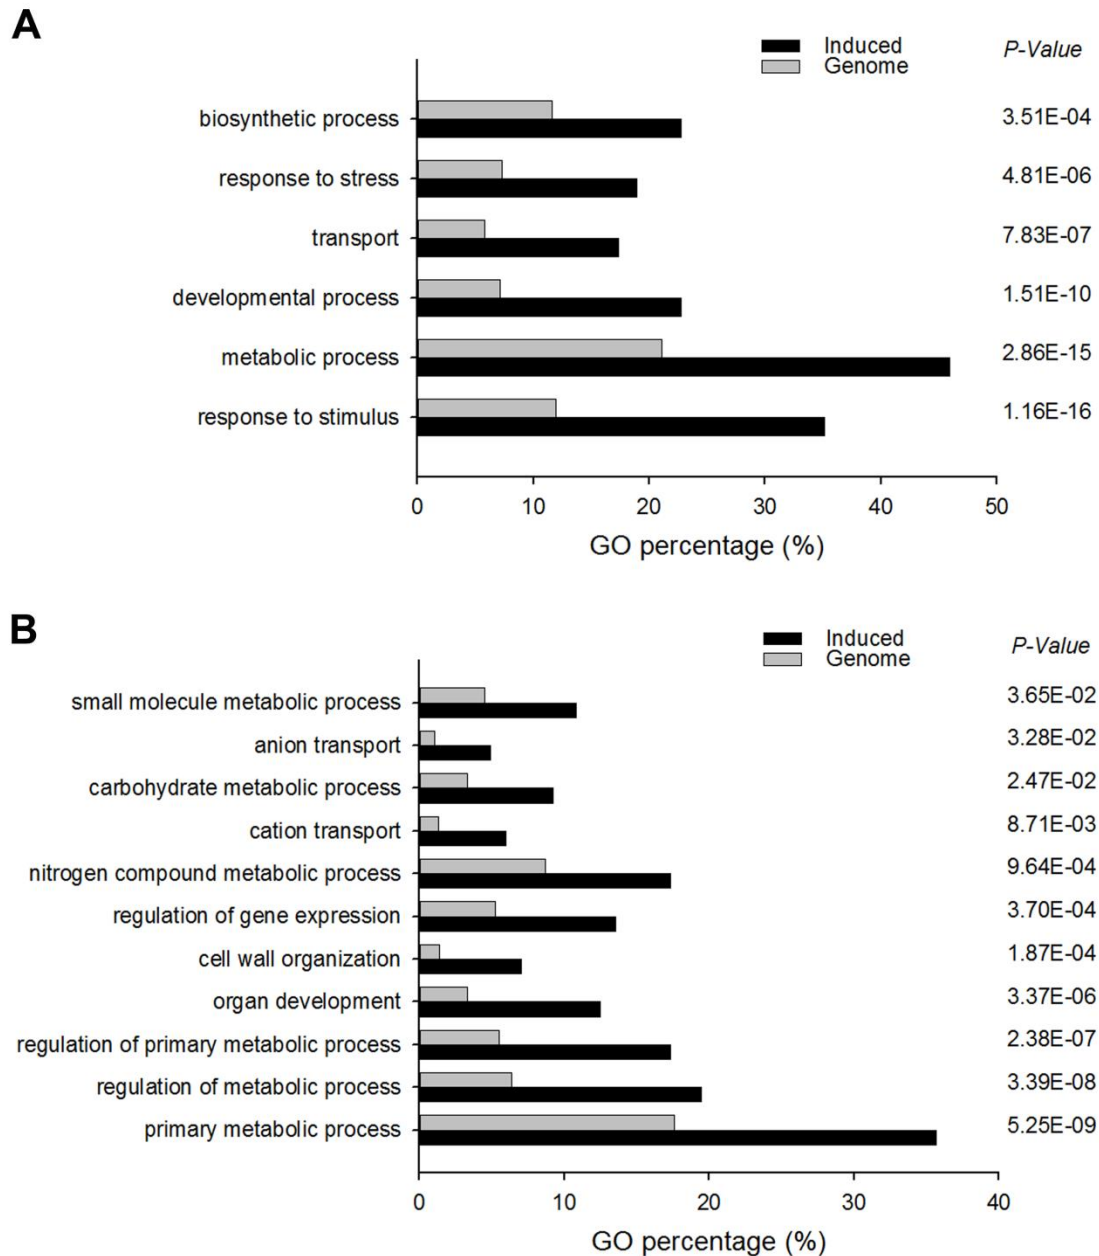 A
Induced
Genome
P-Value
biosynthetic process 3.51E-04
response to stress 4.81E-06
transport 7.83E-07
developmental process 1.51E-10
metabolic process 2.86E-15
response to stimulus 1.16E-16
0 10 20 30 40 50
GO percentage (%)
B
Induced
Genome
P-Value
small molecule metabolic process 3.65E-02
anion transport 3.28E-02
carbohydrate metabolic process 2.47E-02
cation transport 8.71E-03
nitrogen compound metabolic process 9.64E-04
regulation of gene expression 3.70E-04
cell wall organization 1.87E-04
organ development 3.37E-06
regulation of primary metabolic process 2.38E-07
regulation of metabolic process 3.39E-08
primary metabolic process 5.25E-09
0 10 20 30 40
GO percentage (%)